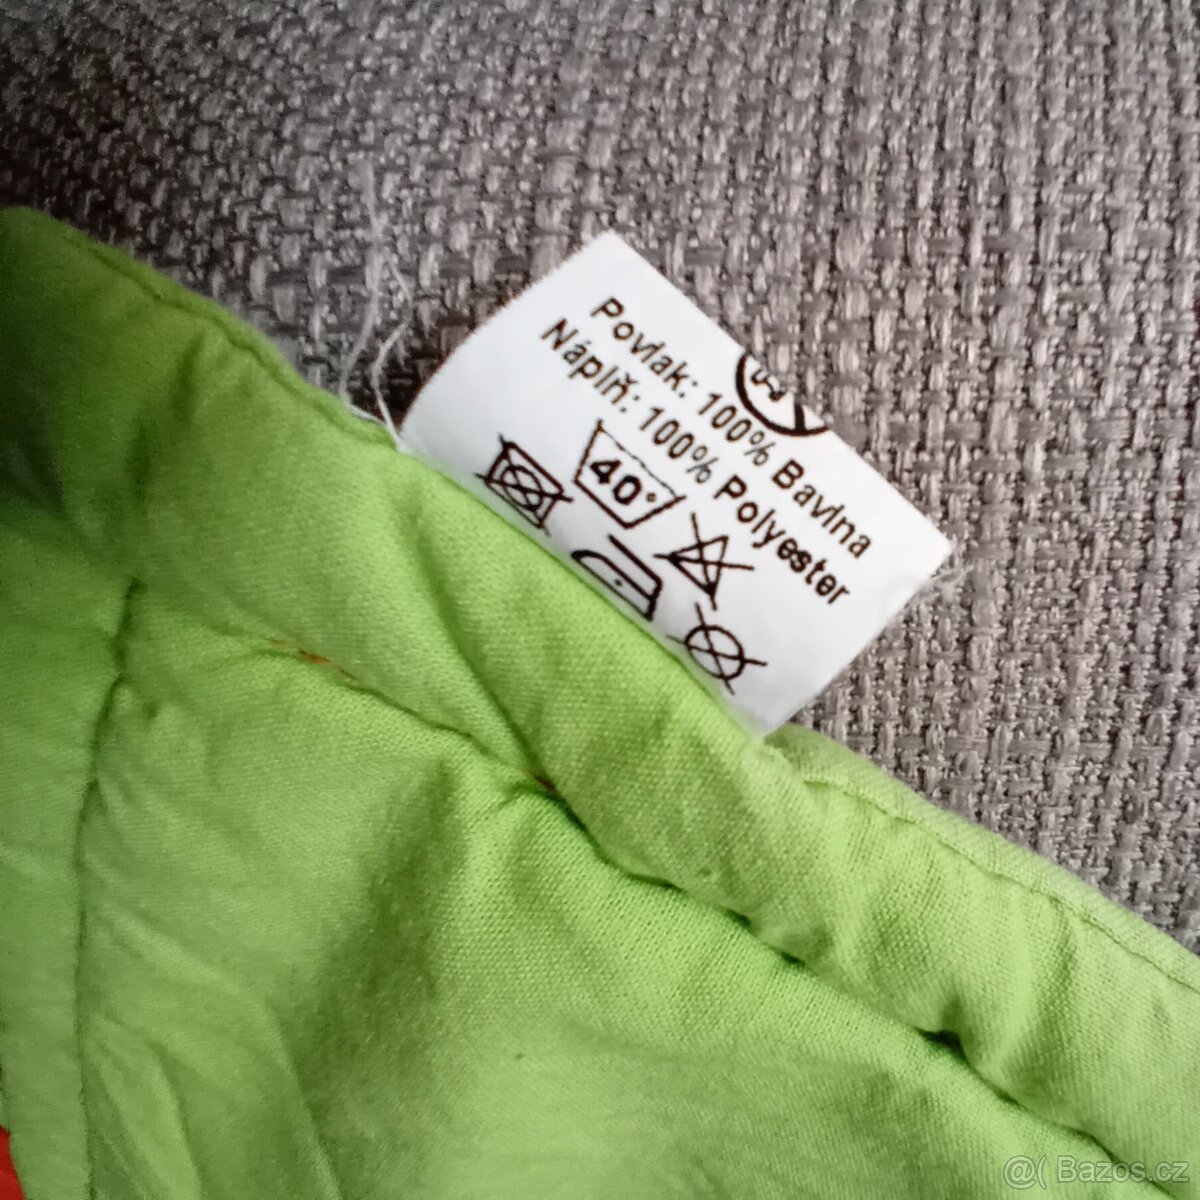 Povlak: 100% Bavlna
Náplň: 100% Polyester
40°
@( Bazos.cz